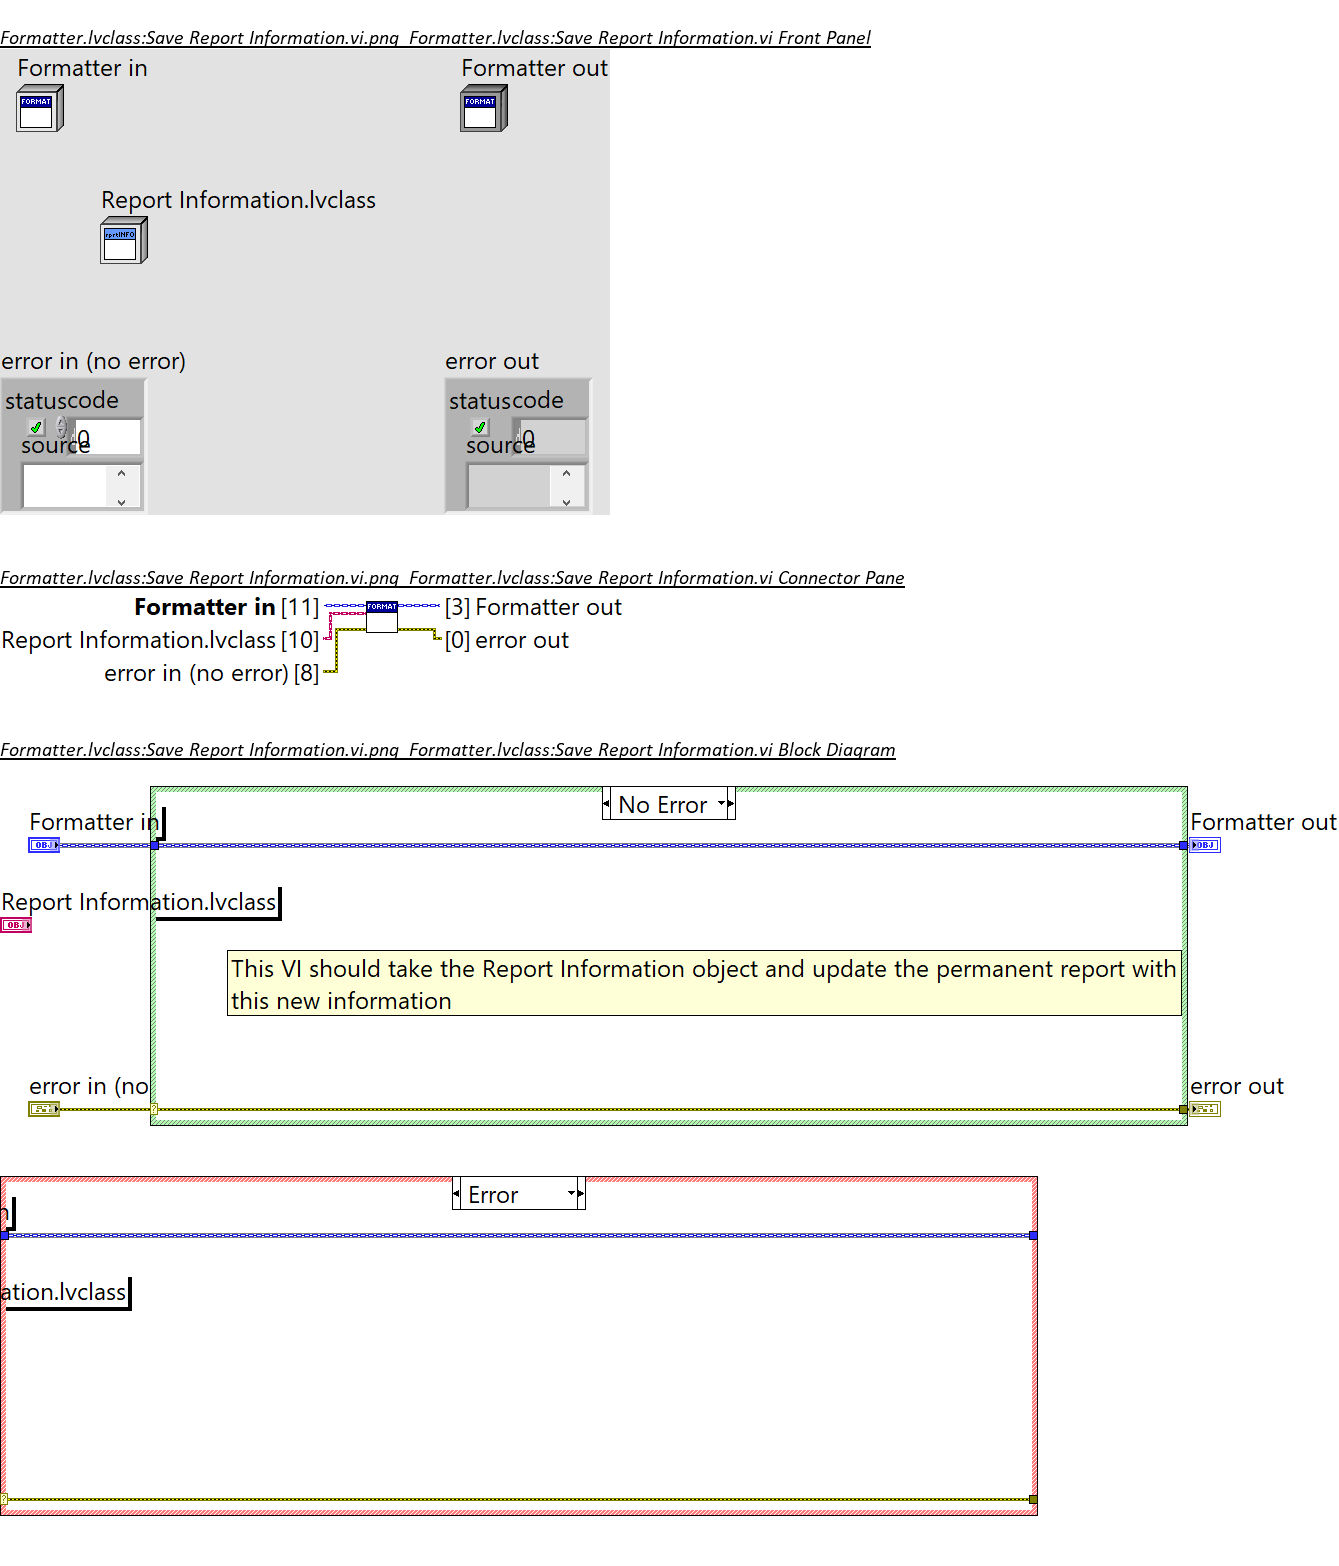 Formatter.lvclass:Save Report Information.vi.png Formatter.lvclass:Save Report Information.vi Front Panel
Formatter in
Formatter out
FORMAT
FORMAT
Report Information.lvclass
rprtINFO
error in (no error)
error out
status code
status code
0
0
source
source
Formatter.lvclass:Save Report Information.vi.png Formatter.lvclass:Save Report Information.vi Connector Pane
Formatter in [11]
FORMAT
[3] Formatter out
Report Information.lvclass [10]
[0] error out
error in (no error) [8]
Formatter.lvclass:Save Report Information.vi.png Formatter.lvclass:Save Report Information.vi Block Diagram
No Error
Formatter in
Formatter out
OBJ
OBJ
Report Information.lvclass
OBJ
This VI should take the Report Information object and update the permanent report with
this new information
error in (no
error out
?
Error
n
ation.lvclass
?